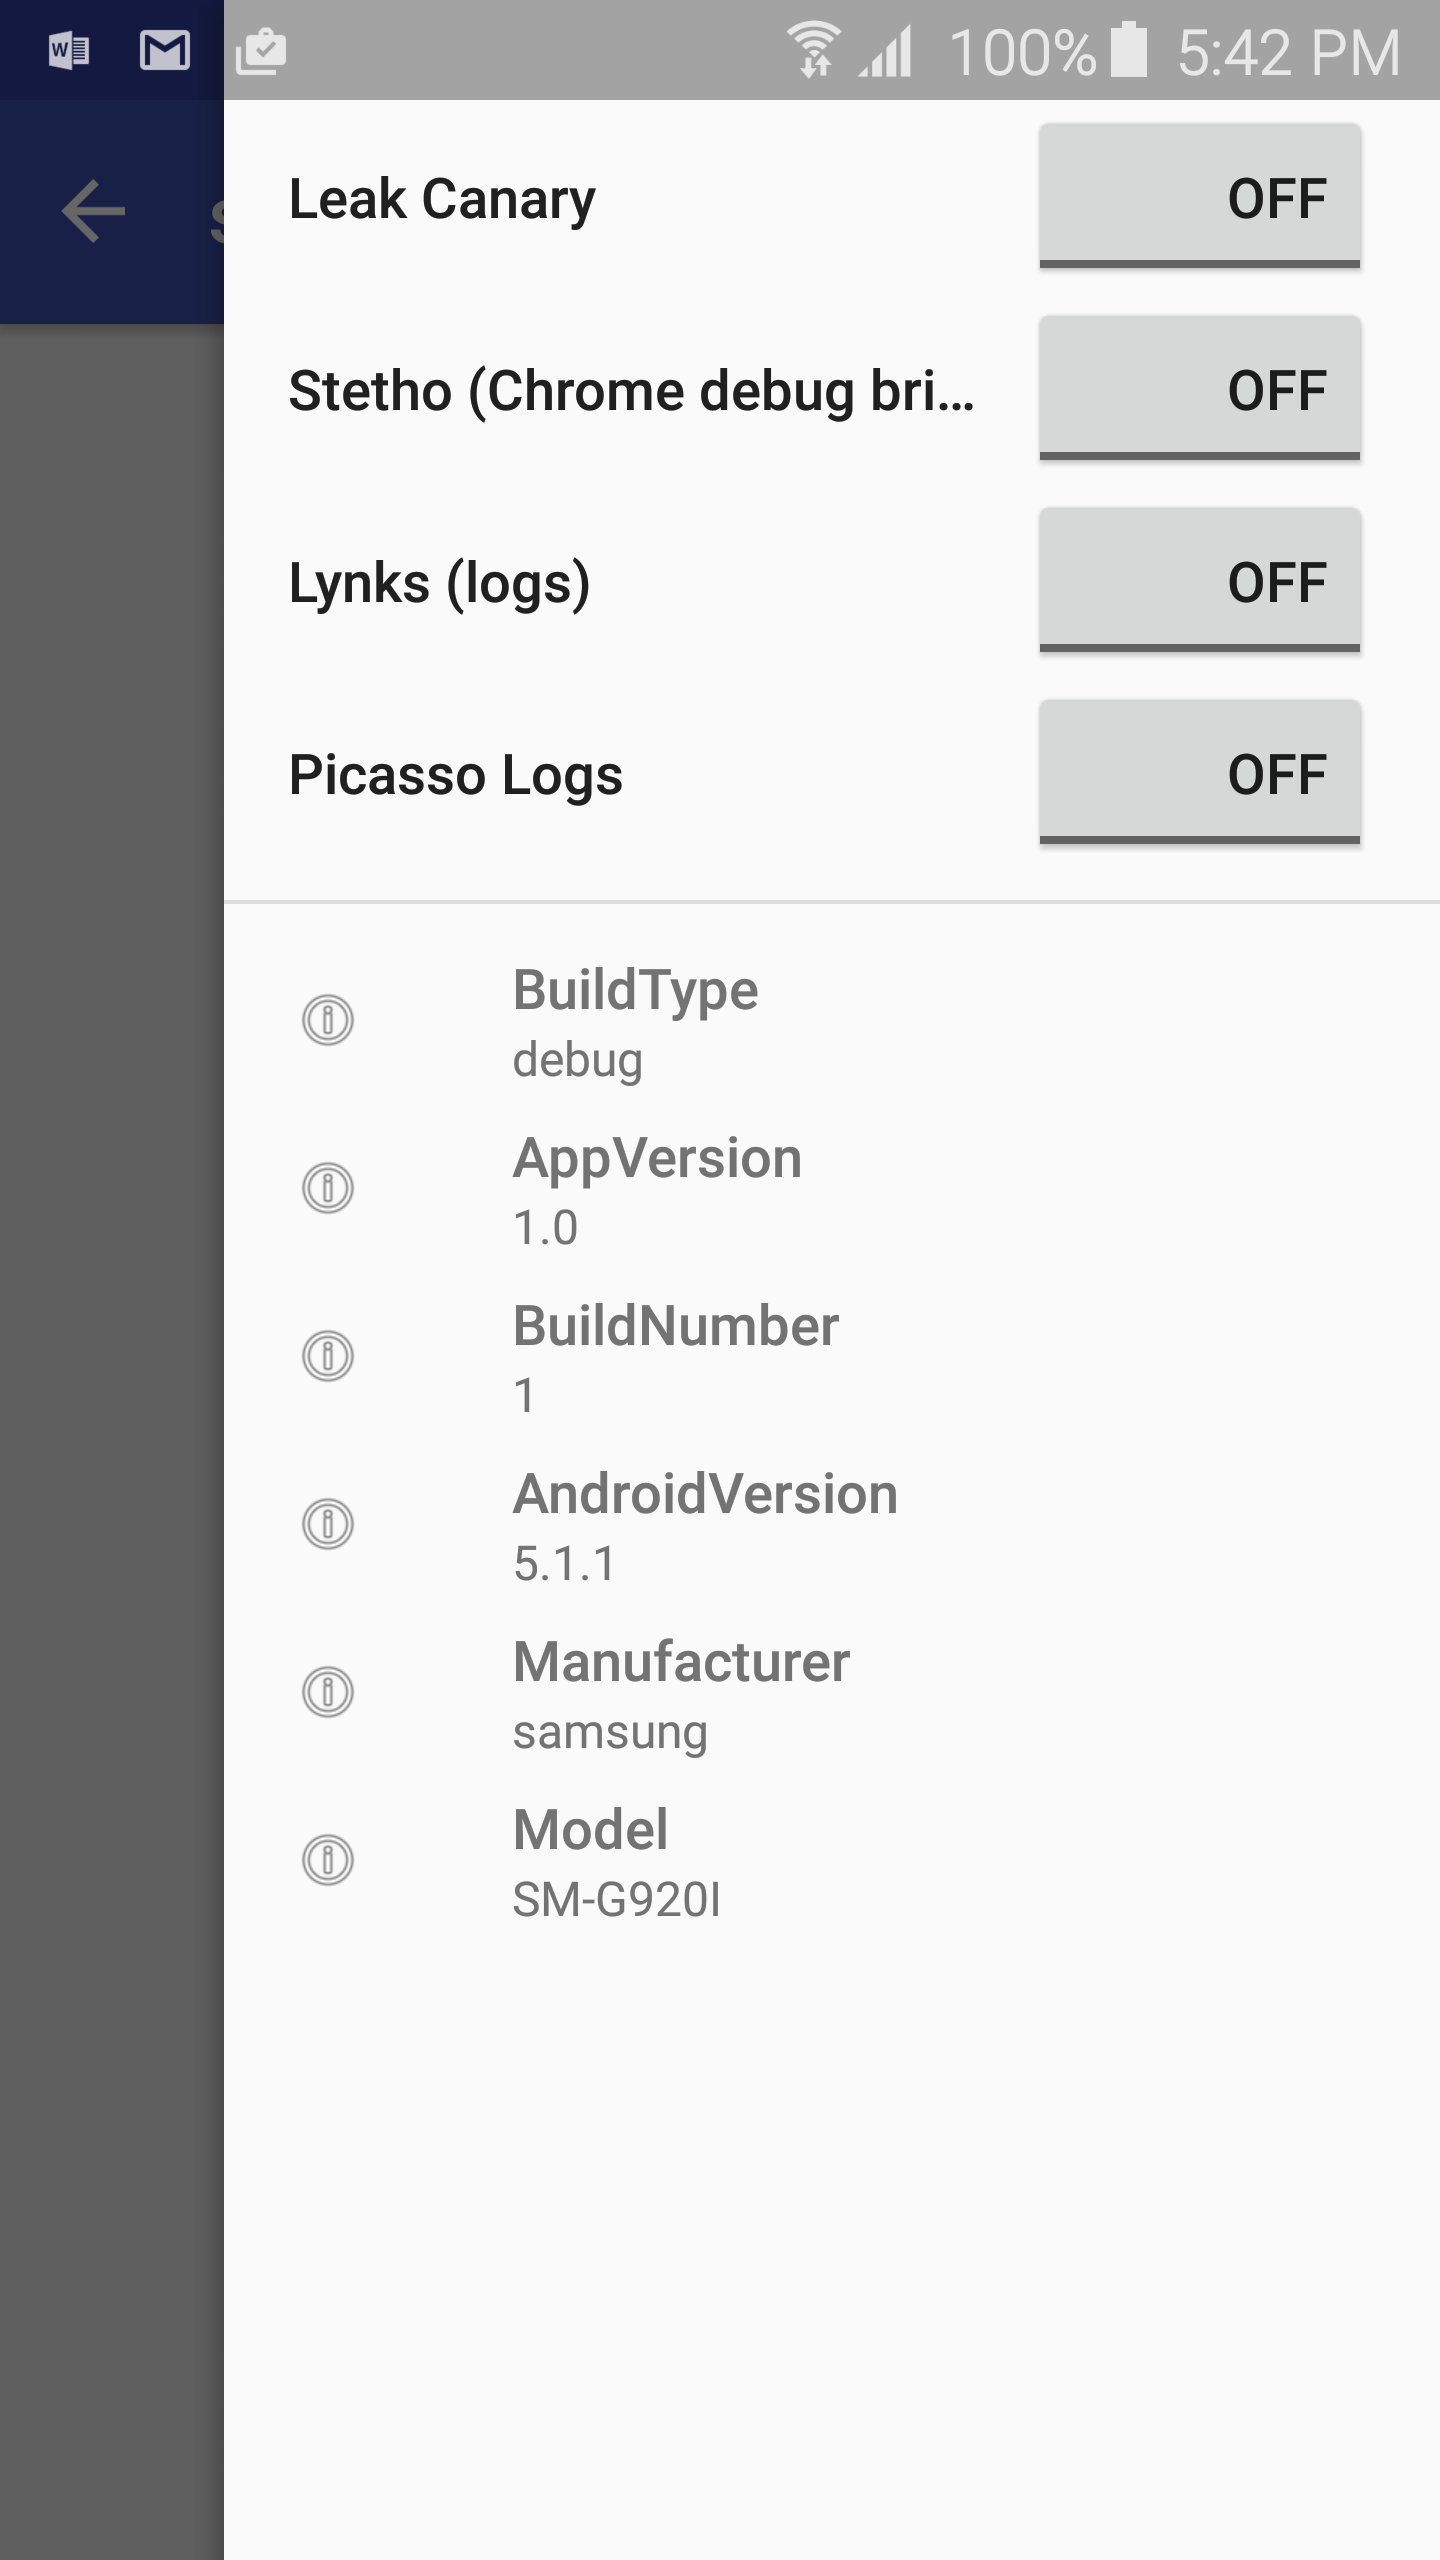 100% 5:42 PM
Leak Canary OFF
Stetho (Chrome debug bri... OFF
Lynks (logs) OFF
Picasso Logs OFF
BuildType
debug
AppVersion
1.0
BuildNumber
1
AndroidVersion
5.1.1
Manufacturer
samsung
Model
SM-G920I